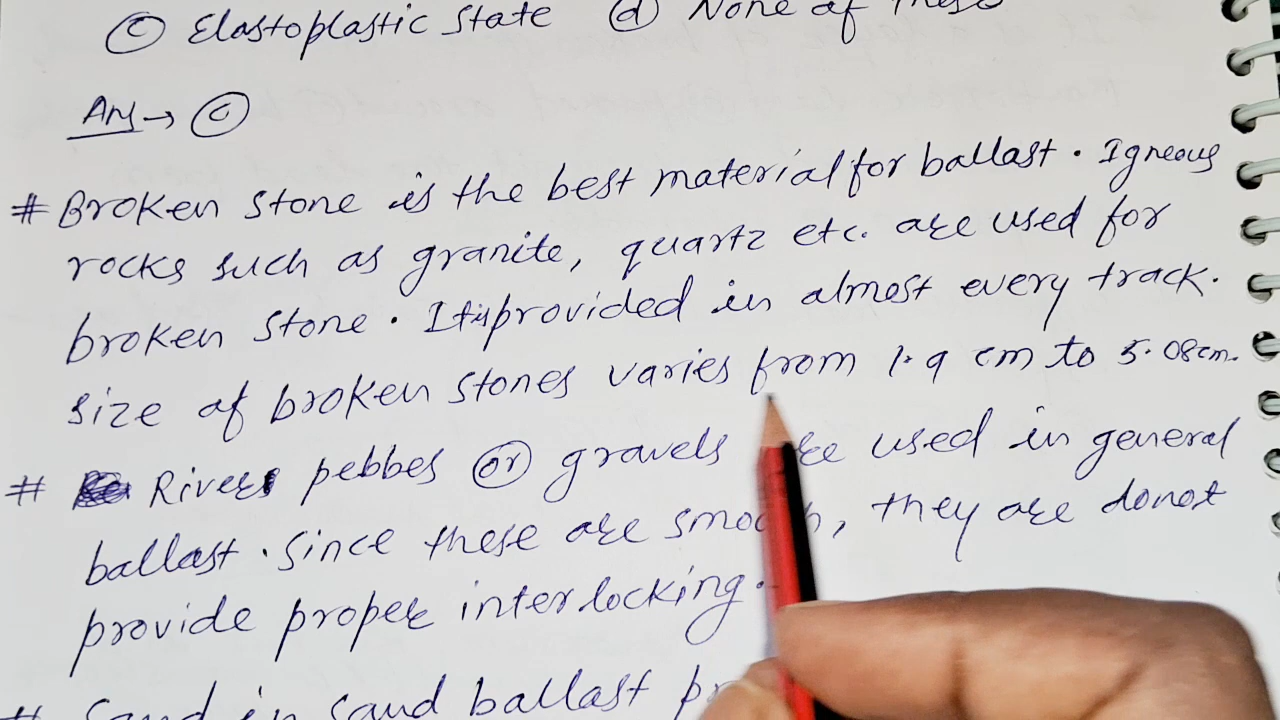 (c) Elastoplastic State (d) None of These
Ans → (c)
# Broken stone is the best material for ballast. Igneous
rocks such as granite, quartz etc. are used for
broken stone. It is provided in almost every track.
size of broken stones varies from 1.9 cm to 5.08cm.
# River pebbes (or) gravels are used in general
ballast. Since these are smooth, they are donot
provide proper interlocking.
# Sand in sand ballast